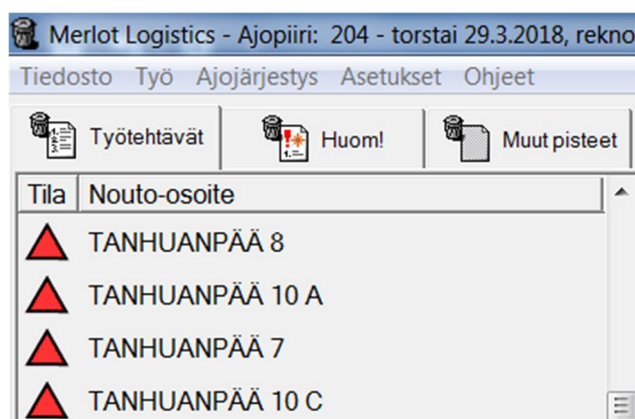 Merlot Logistics - Ajopiiri: 204 - torstai 29.3.2018, rekno
Tiedosto Työ Ajojärjestys Asetukset Ohjeet
Työtehtävät Huom! Muut pisteet
Tila Nouto-osoite
TANHUANPÄÄ 8
TANHUANPÄÄ 10 A
TANHUANPÄÄ 7
TANHUANPÄÄ 10 C